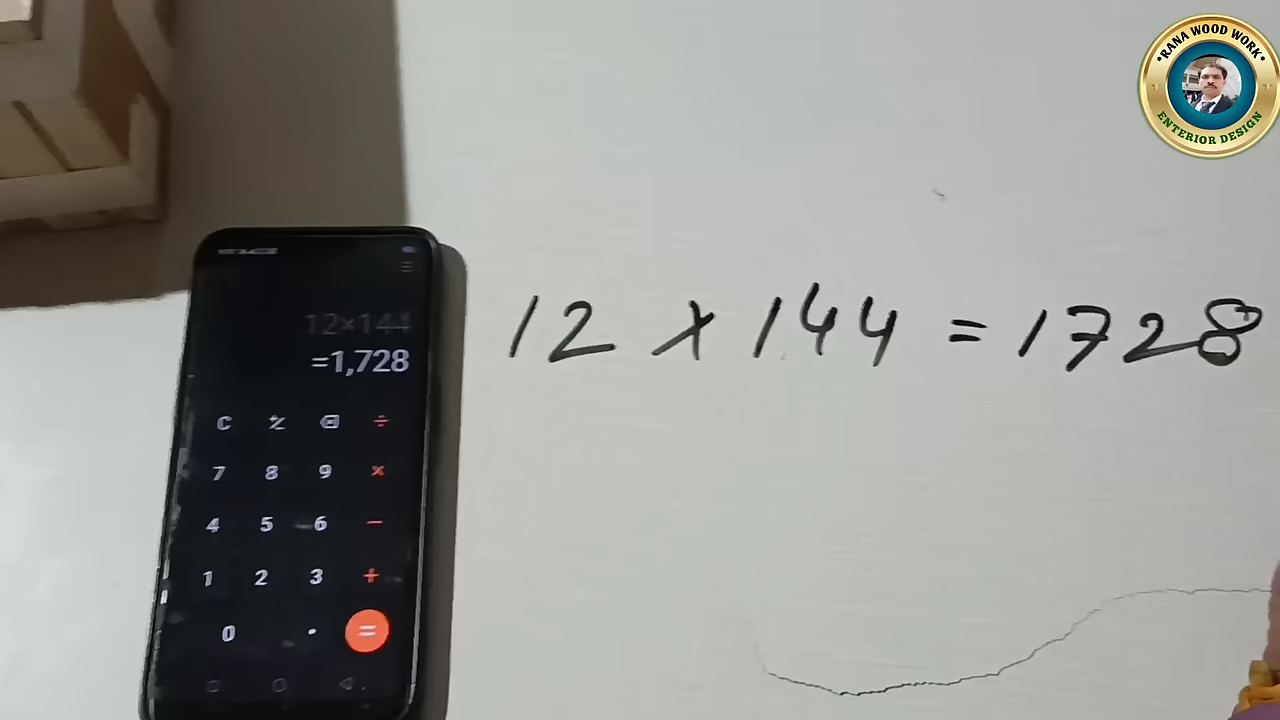 *RANA WOOD WORK*
ENTERIOR DESIGN
12×144
=1,728
C +/- ÷
7 8 9 ×
4 5 6 −
1 2 3 +
0 . =
12 × 144 = 1728